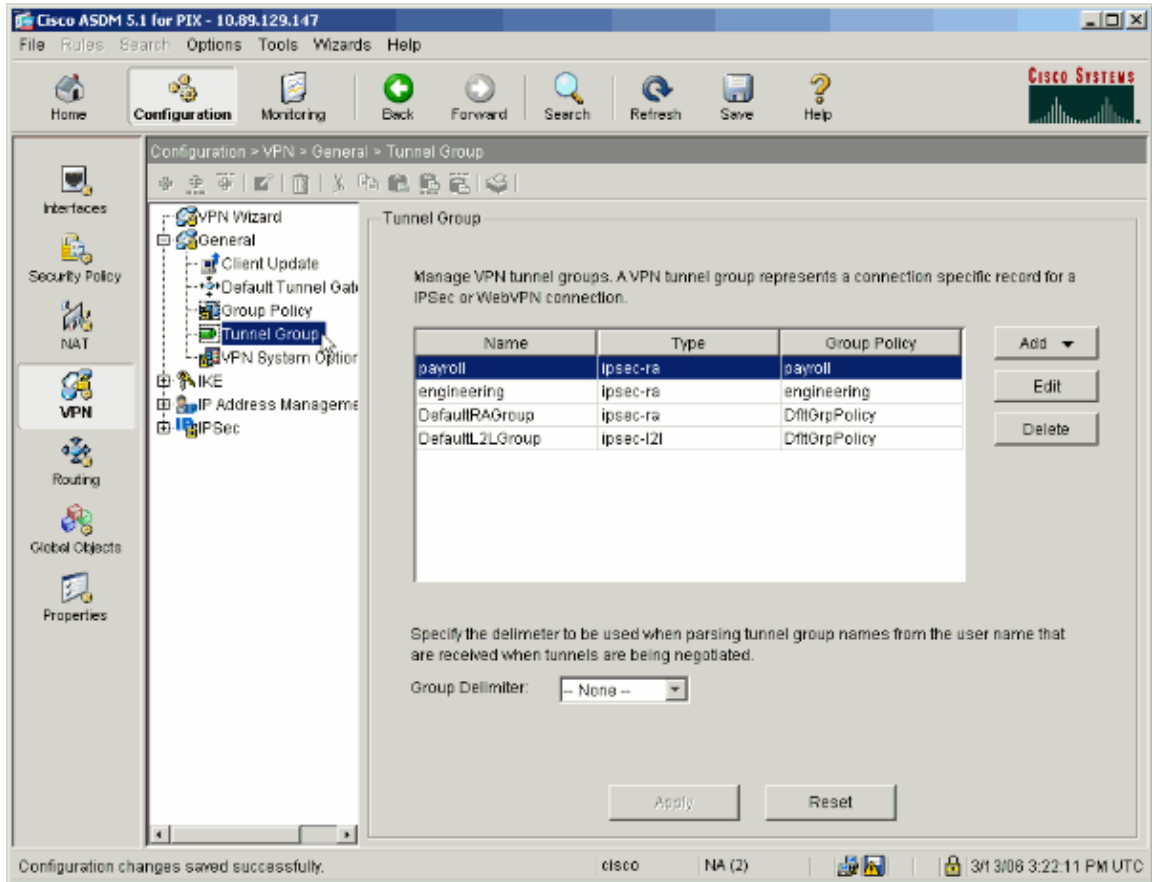 Cisco ASDM 5.1 for PIX - 10.89.129.147
File Rules Search Options Tools Wizards Help
Home Configuration Monitoring Back Forward Search Refresh Save Help
CISCO SYSTEMS
Configuration > VPN > General > Tunnel Group
Interfaces
Security Policy
NAT
VPN
Routing
Global Objects
Properties
VPN Wizard
General
Client Update
Default Tunnel Gate
Group Policy
Tunnel Group
VPN System Option
IKE
IP Address Manageme
IPSec
Tunnel Group
Manage VPN tunnel groups. A VPN tunnel group represents a connection specific record for a
IPSec or WebVPN connection.
Name Type Group Policy
payroll ipsec-ra payroll
engineering ipsec-ra engineering
DefaultRAGroup ipsec-ra DfltGrpPolicy
DefaultL2LGroup ipsec-l2l DfltGrpPolicy
Add
Edit
Delete
Specify the delimeter to be used when parsing tunnel group names from the user name that
are received when tunnels are being negotiated.
Group Delimiter: -- None --
Apply Reset
Configuration changes saved successfully. cisco NA (2) 3/13/06 3:22:11 PM UTC